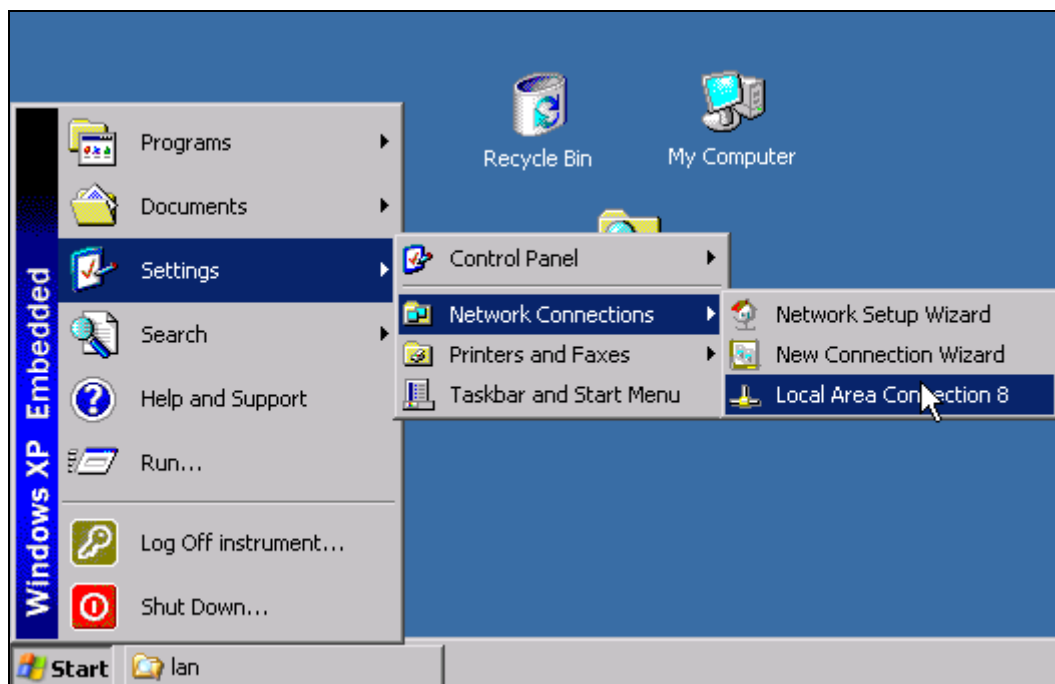 Recycle Bin
My Computer
Windows XP Embedded
Programs
Documents
Settings
Search
Help and Support
Run...
Log Off instrument...
Shut Down...
Control Panel
Network Connections
Printers and Faxes
Taskbar and Start Menu
Network Setup Wizard
New Connection Wizard
Local Area Connection 8
Start
lan